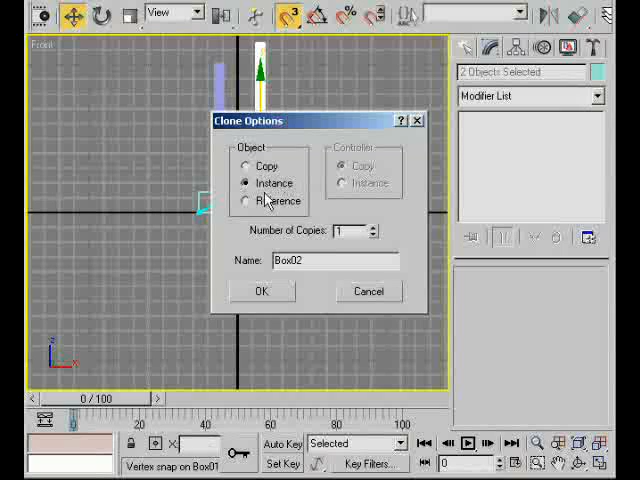 View
3
Front
2 Objects Selected
Modifier List
Clone Options
Object
Controller
Copy
Copy
Instance
Instance
Reference
Number of Copies: 1
Name: Box02
OK
Cancel
z
x
0 / 100
0 20 40 60 80 100
X:
Auto Key
Selected
Vertex snap on Box01
Set Key
Key Filters...
0